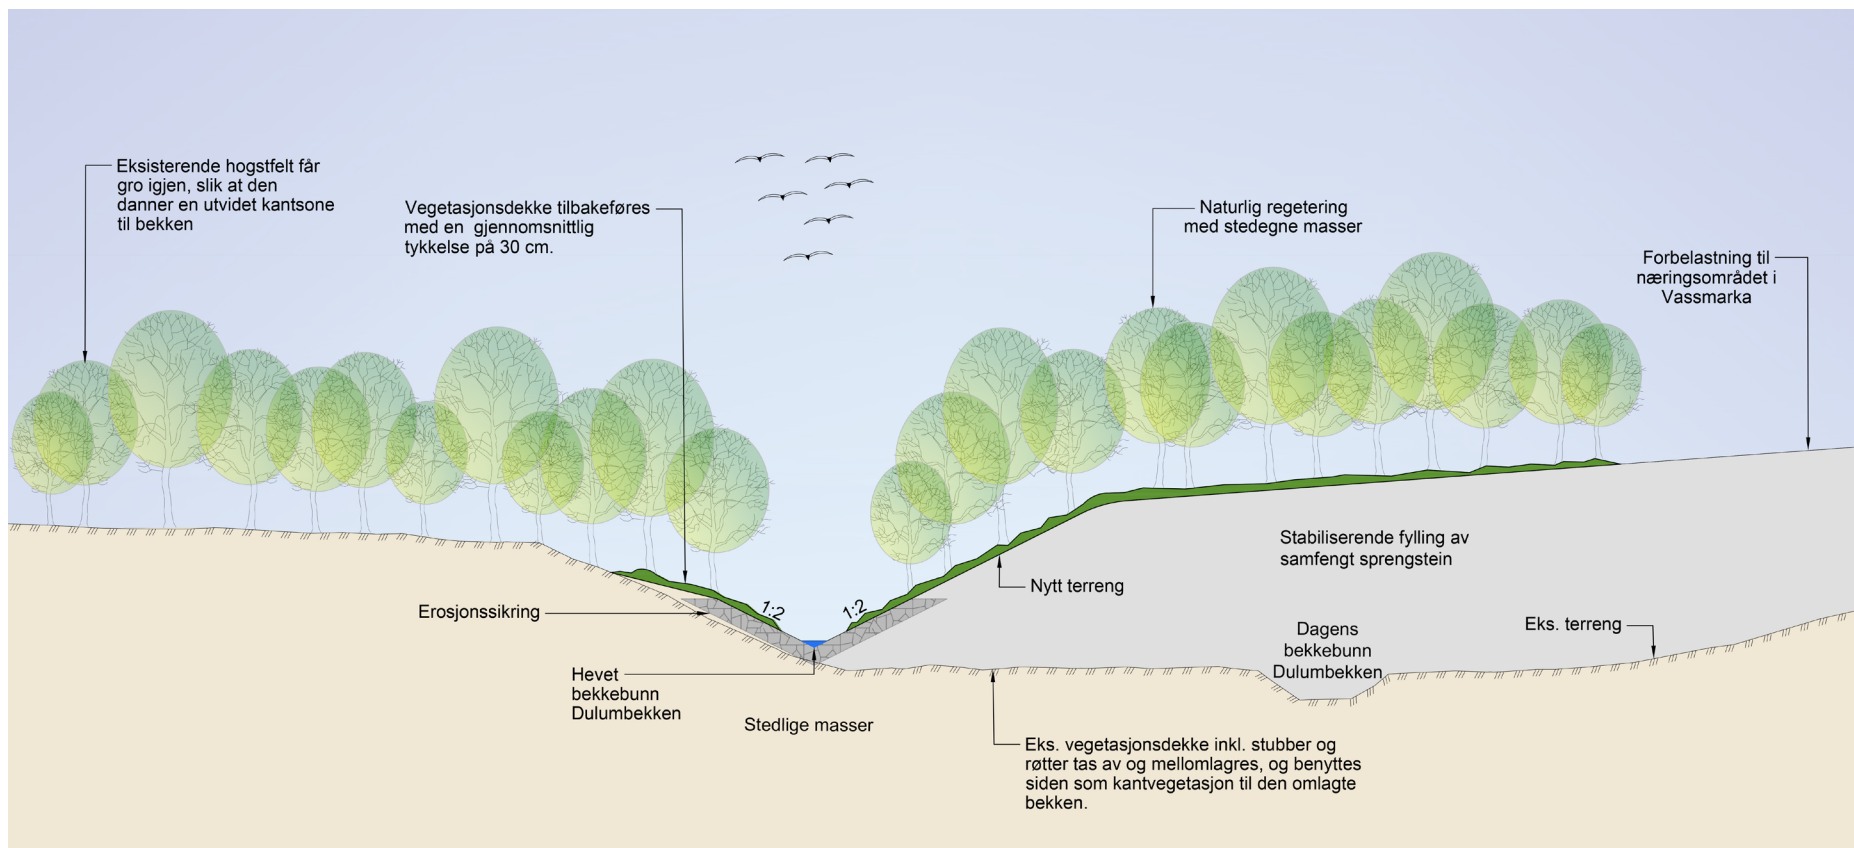 Eksisterende hogstfelt får
gro igjen, slik at den
danner en utvidet kantsone
til bekken
Vegetasjonsdekke tilbakeføres
med en gjennomsnittlig
tykkelse på 30 cm.
Naturlig regetering
med stedegne masser
Forbelastning til
næringsområdet i
Vassmarka
Stabiliserende fylling av
samfengt sprengstein
Nytt terreng
Erosjonssikring
1:2
1:2
Dagens
bekkebunn
Dulumbekken
Eks. terreng
Hevet
bekkebunn
Dulumbekken
Stedlige masser
Eks. vegetasjonsdekke inkl. stubber og
røtter tas av og mellomlagres, og benyttes
siden som kantvegetasjon til den omlagte
bekken.